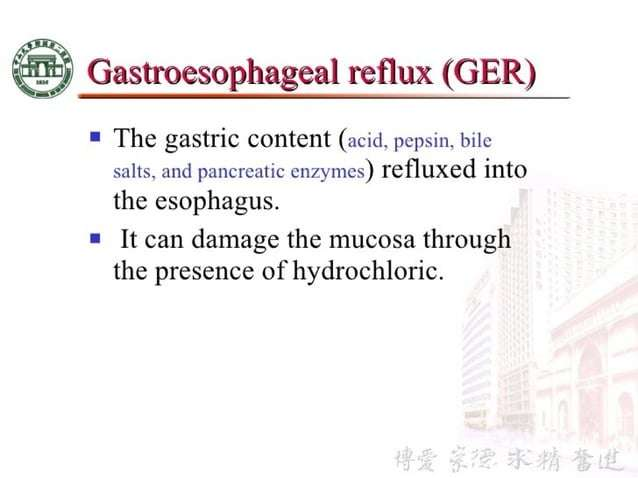 Gastroesophageal reflux (GER)
The gastric content (acid, pepsin, bile
salts, and pancreatic enzymes) refluxed into
the esophagus.
It can damage the mucosa through
the presence of hydrochloric.
博爱 崇德 求精 奋进